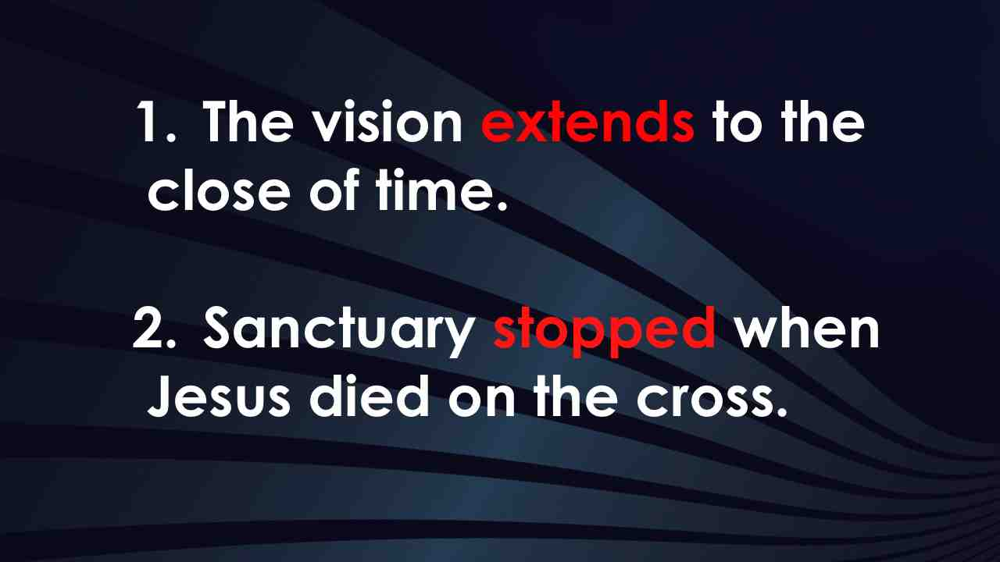 1. The vision extends to the
close of time.
2. Sanctuary stopped when
Jesus died on the cross.